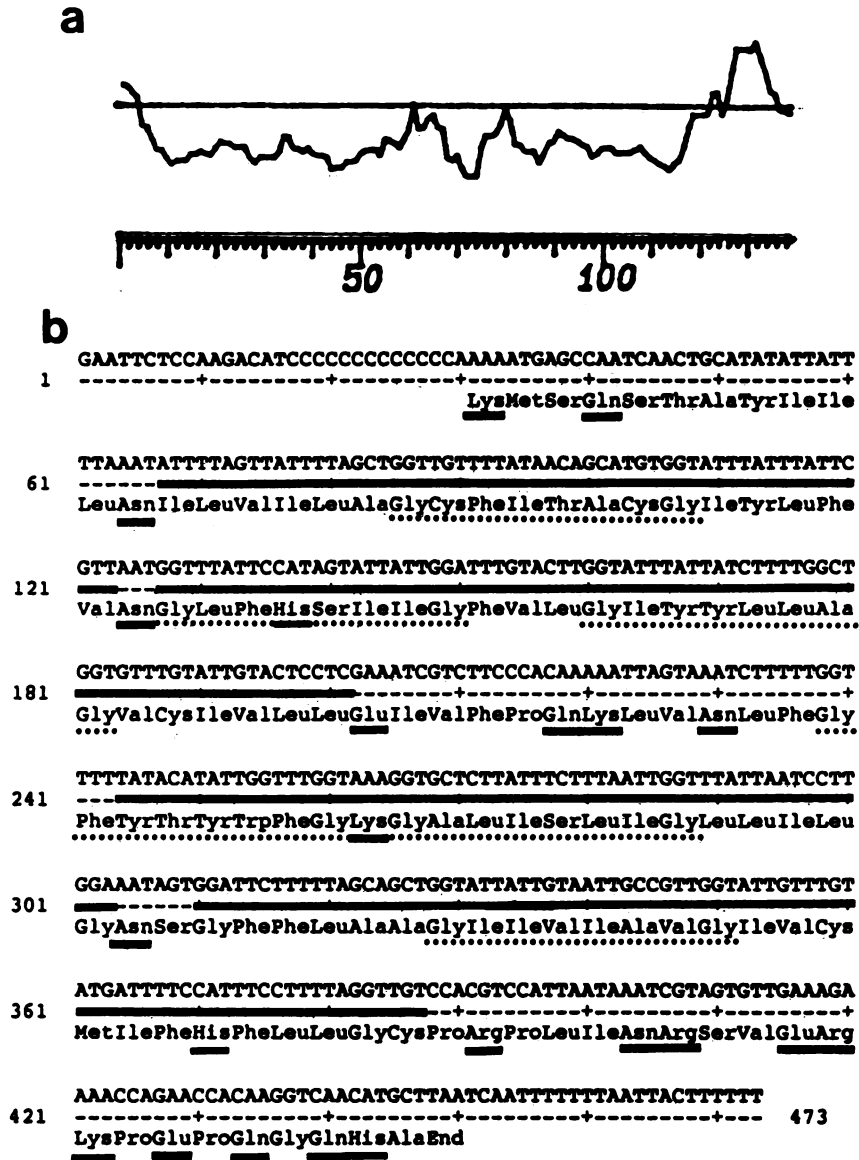 a
50 100
b
GAATTCTCCAAGACATCCCCCCCCCCCCCAAAAATGAGCCAATCAACTGCATATATTATT
1 ---------+---------+---------+---------+---------+---------+
LysMetSerGlnSerThrAlaTyrIleIle
TTAAATATTTTAGTTATTTTAGCTGGTTGTTTTATAACAGCATGTGGTATTTATTTATTC
61 ------
LeuAsnIleLeuValIleLeuAlaGlyCysPheIleThrAlaCysGlyIleTyrLeuPhe
GTTAATGGTTTATTCCATAGTATTATTGGATTTGTACTTGGTATTTATTATCTTTTGGCT
121 ---
ValAsnGlyLeuPheHisSerIleIleGlyPheValLeuGlyIleTyrTyrLeuLeuAla
GGTGTTTGTATTGTACTCCTCGAAATCGTCTTCCCACAAAAATTAGTAAATCTTTTTGGT
181 --------+---------+---------+---------+
GlyValCysIleValLeuLeuGluIleValPheProGlnLysLeuValAsnLeuPheGly
TTTTATACATATTGGTTTGGTAAAGGTGCTCTTATTTCTTTAATTGGTTTATTAATCCTT
241 ---
PheTyrThrTyrTrpPheGlyLysGlyAlaLeuIleSerLeuIleGlyLeuLeuIleLeu
GGAAATAGTGGATTCTTTTTAGCAGCTGGTATTATTGTAATTGCCGTTGGTATTGTTTGT
301 ------
GlyAsnSerGlyPhePheLeuAlaAlaGlyIleIleValIleAlaValGlyIleValCys
ATGATTTTCCATTTCCTTTTAGGTTGTCCACGTCCATTAATAAATCGTAGTGTTGAAAGA
361 --+---------+---------+---------+
MetIlePheHisPheLeuLeuGlyCysProArgProLeuIleAsnArgSerValGluArg
AAACCAGAACCACAAGGTCAACATGCTTAATCAATTTTTTTAATTACTTTTTT
421 ---------+---------+---------+---------+---------+--- 473
LysProGluProGlnGlyGlnHisAlaEnd